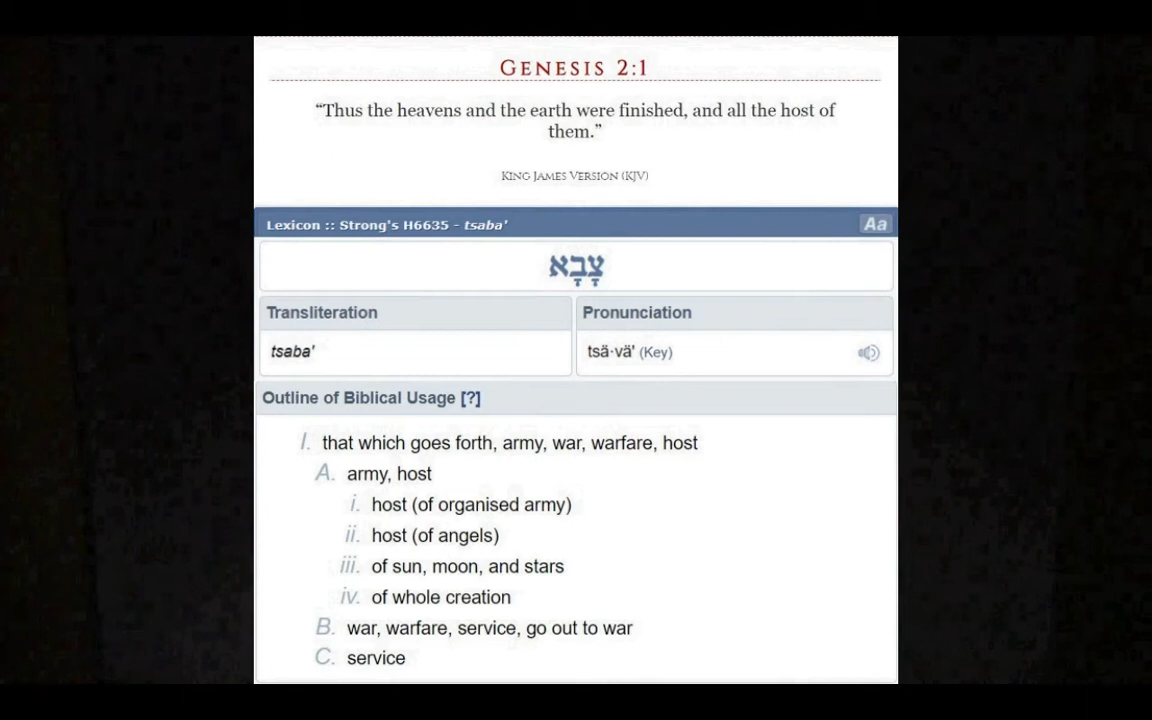 GENESIS 2:1
“Thus the heavens and the earth were finished, and all the host of
them.”
KING JAMES VERSION (KJV)
Lexicon :: Strong's H6635 - tsaba'
Aa
צָבָא
Transliteration
Pronunciation
tsaba'
tsä·vä' (Key)
Outline of Biblical Usage [?]
I. that which goes forth, army, war, warfare, host
A. army, host
i. host (of organised army)
ii. host (of angels)
iii. of sun, moon, and stars
iv. of whole creation
B. war, warfare, service, go out to war
C. service